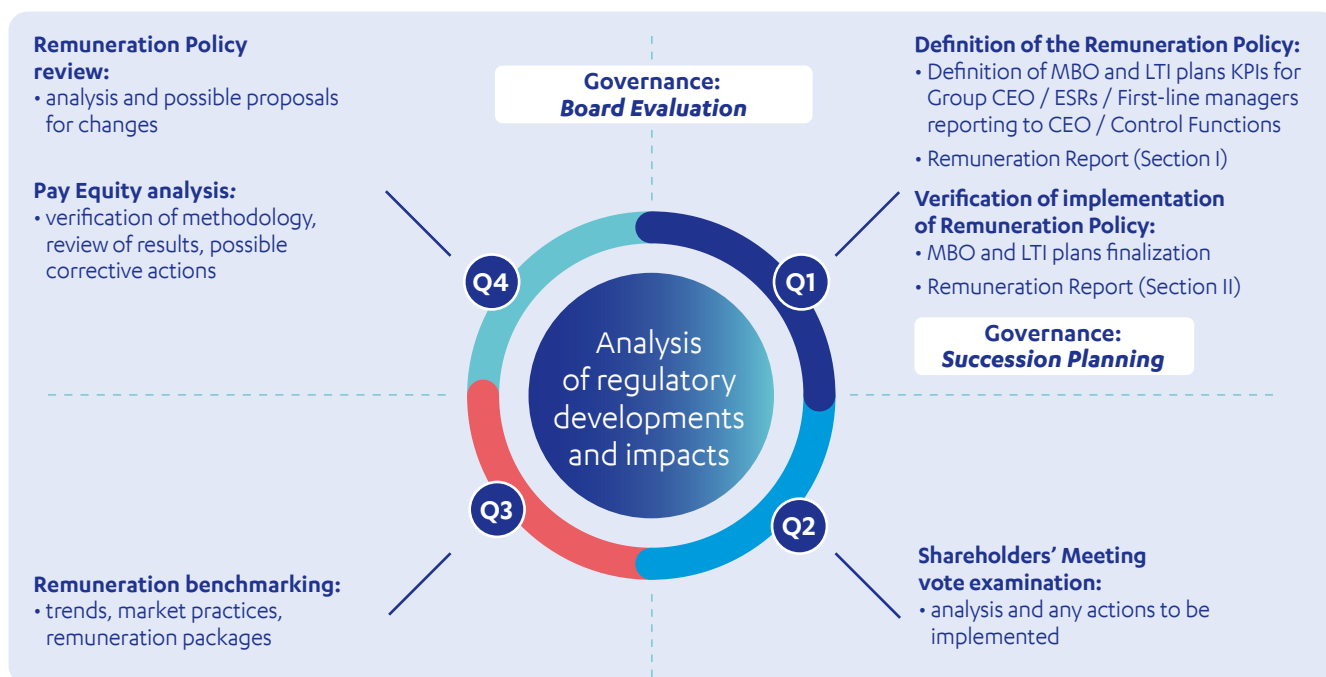 Remuneration Policy
review:
• analysis and possible proposals
for changes
Pay Equity analysis:
• verification of methodology,
review of results, possible
corrective actions
Governance:
Board Evaluation
Definition of the Remuneration Policy:
• Definition of MBO and LTI plans KPIs for
Group CEO / ESRs / First-line managers
reporting to CEO / Control Functions
• Remuneration Report (Section I)
Verification of implementation
of Remuneration Policy:
• MBO and LTI plans finalization
• Remuneration Report (Section II)
Governance:
Succession Planning
Q4
Q1
Analysis
of regulatory
developments
and impacts
Q3
Q2
Remuneration benchmarking:
• trends, market practices,
remuneration packages
Shareholders’ Meeting
vote examination:
• analysis and any actions to be
implemented